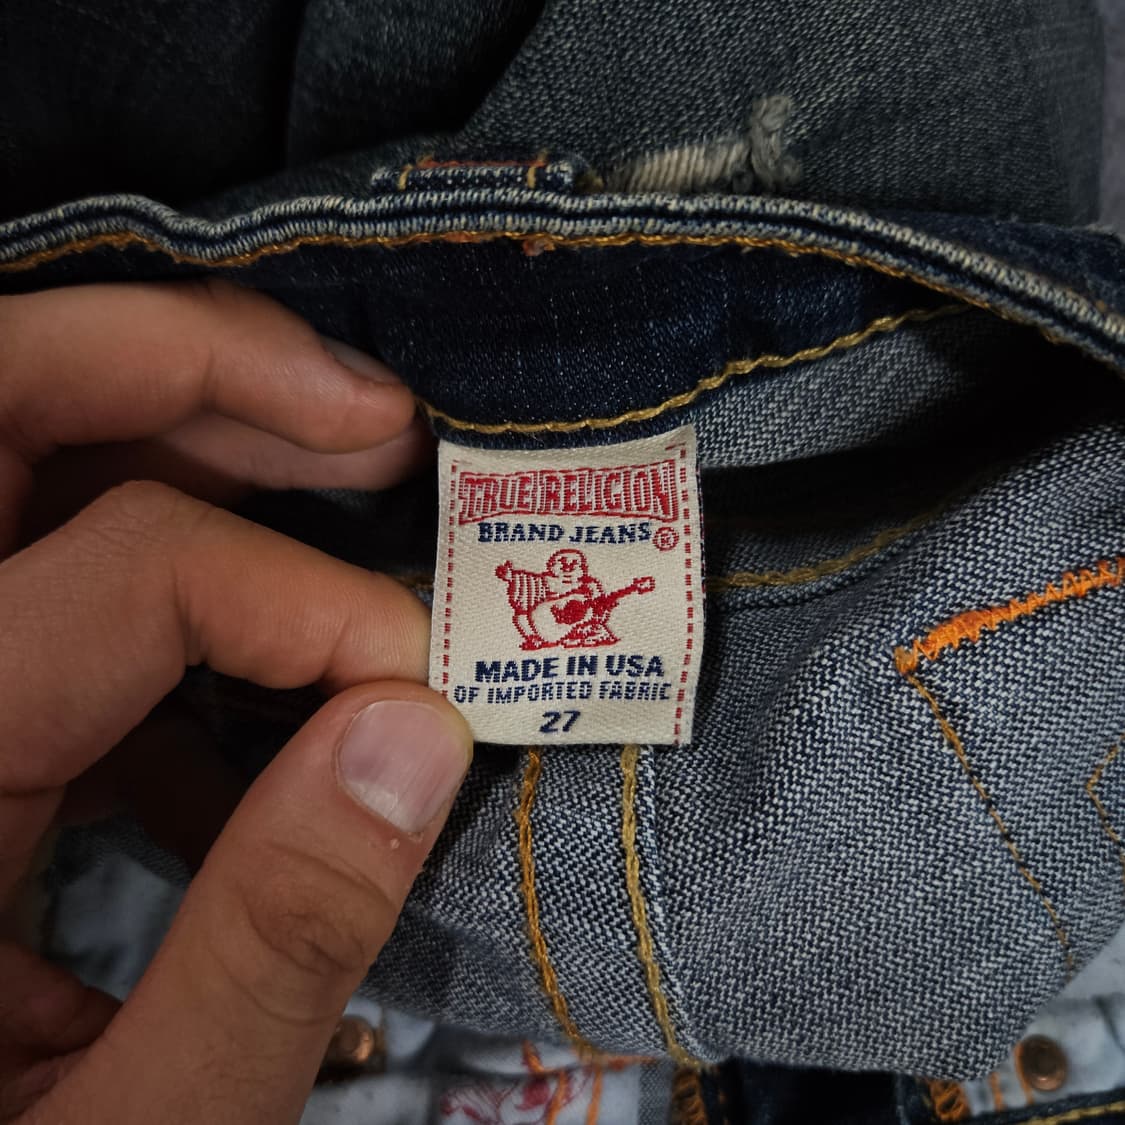 TRUE RELIGION
BRAND JEANS®
MADE IN USA
OF IMPORTED FABRIC
27